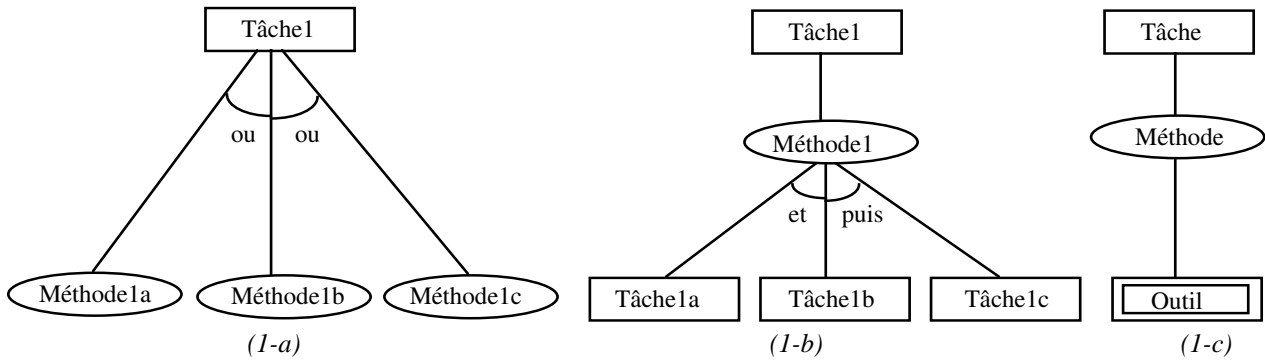 Tâche1
ou
ou
Méthode1a
Méthode1b
Méthode1c
(1-a)
Tâche1
Méthode1
et
puis
Tâche1a
Tâche1b
Tâche1c
(1-b)
Tâche
Méthode
Outil
(1-c)